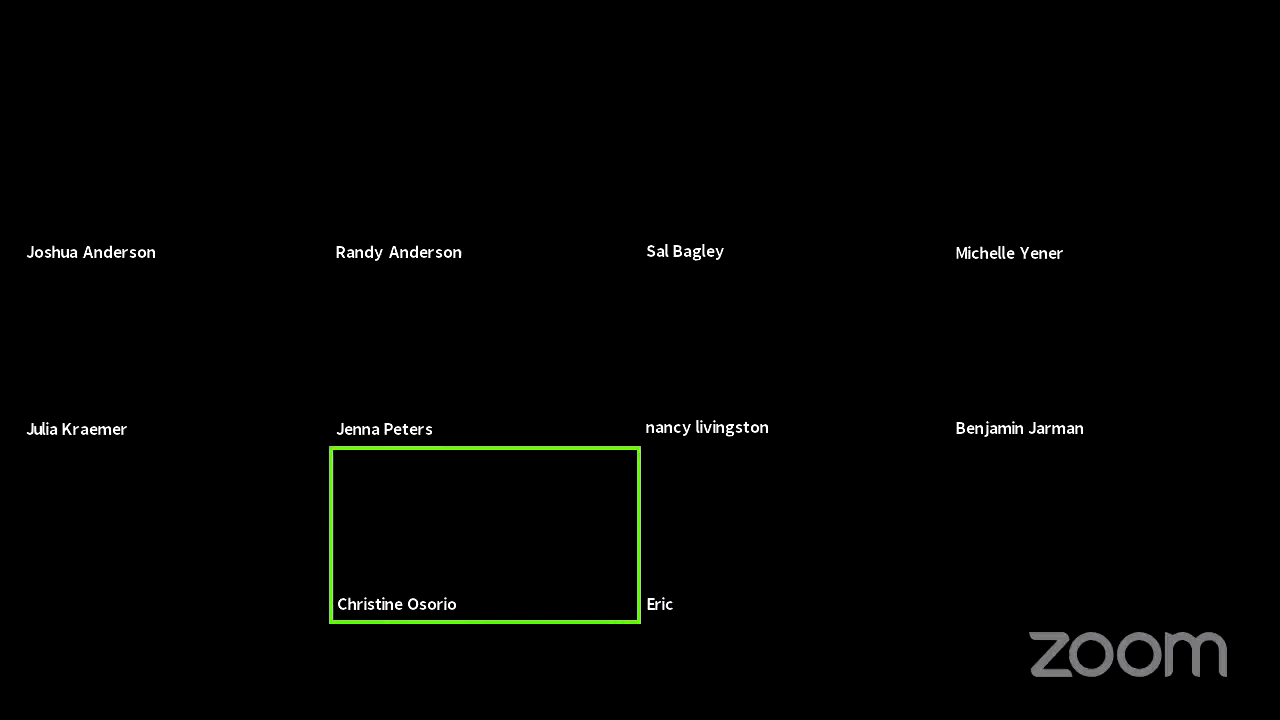 Joshua Anderson
Randy Anderson
Sal Bagley
Michelle Yener
Julia Kraemer
Jenna Peters
nancy livingston
Benjamin Jarman
Christine Osorio
Eric
zoom